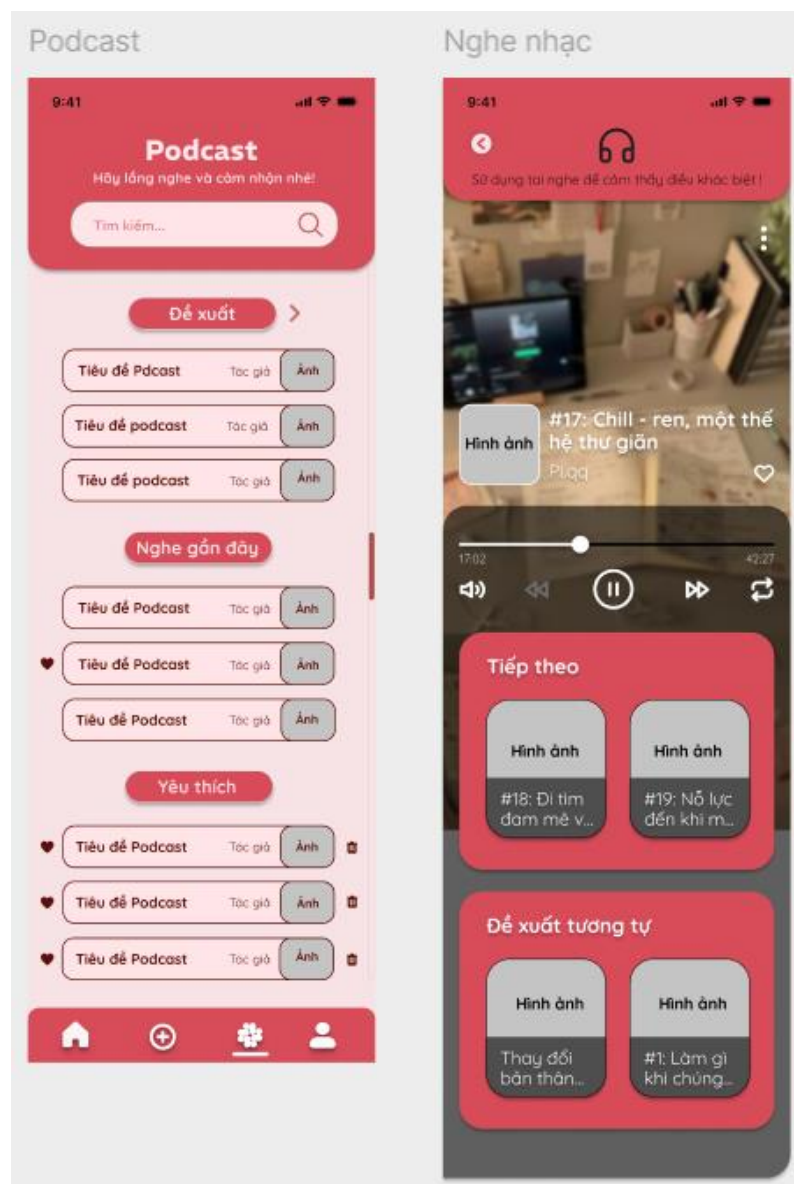 Podcast
9:41
Podcast
Hãy lắng nghe và cảm nhận nhé!
Tìm kiếm...
Đề xuất
Tiêu đề Pdcast Tác giả Ảnh
Tiêu đề podcast Tác giả Ảnh
Tiêu đề podcast Tác giả Ảnh
Nghe gần đây
Tiêu đề Podcast Tác giả Ảnh
Tiêu đề Podcast Tác giả Ảnh
Tiêu đề Podcast Tác giả Ảnh
Yêu thích
Tiêu đề Podcast Tác giả Ảnh
Tiêu đề Podcast Tác giả Ảnh
Tiêu đề Podcast Tác giả Ảnh
Nghe nhạc
9:41
Sử dụng tai nghe để cảm thấy điều khác biệt !
Hình ảnh
#17: Chill - ren, một thế
hệ thư giãn
17:02 42:27
Tiếp theo
Hình ảnh
#18: Đi tìm
đam mê v...
Hình ảnh
#19: Nỗ lực
đến khi m...
Đề xuất tương tự
Hình ảnh
Thay đổi
bản thân...
Hình ảnh
#1: Làm gì
khi chúng...